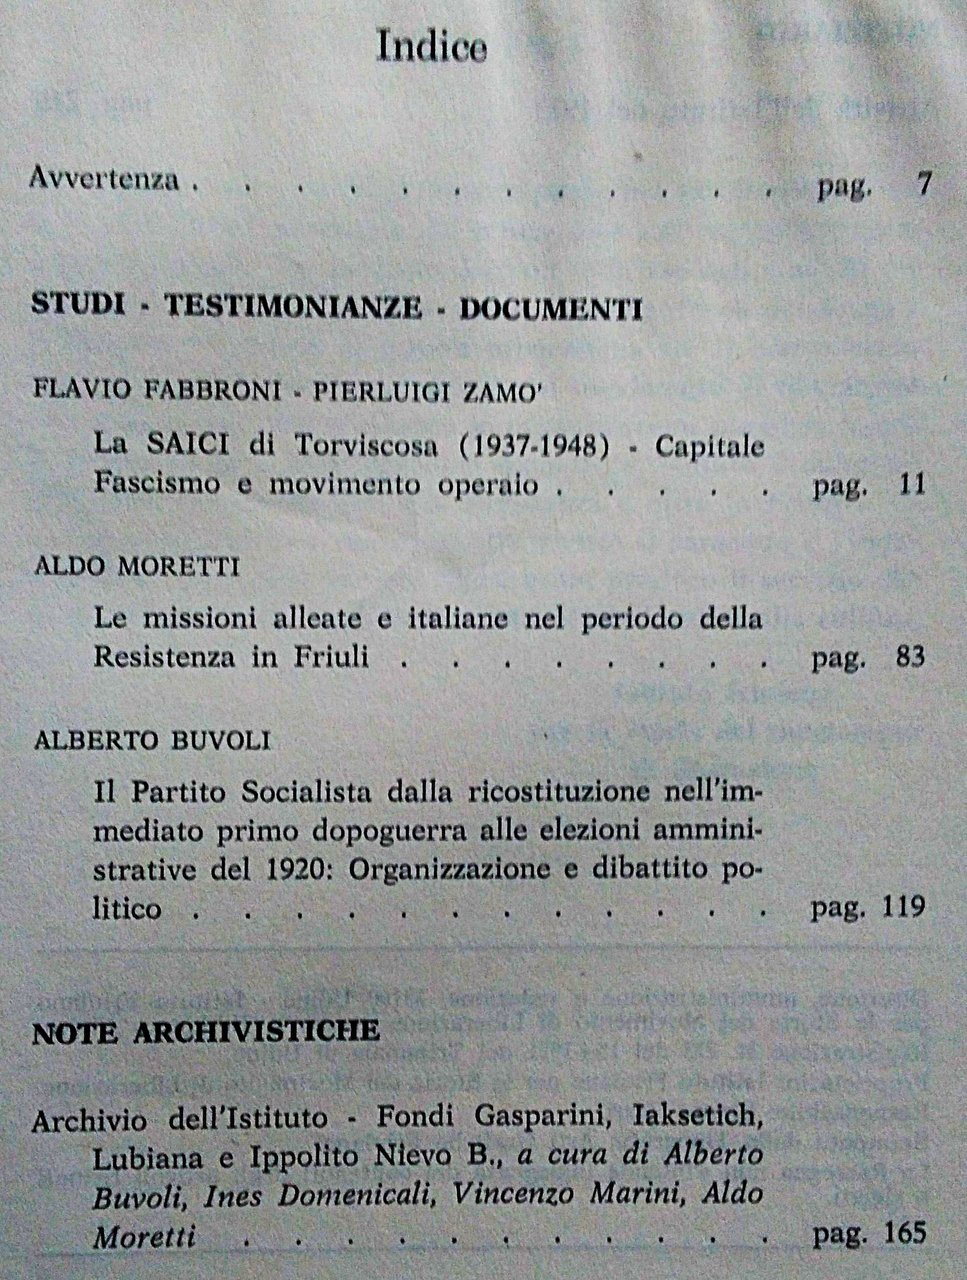 Indice
Avvertenza . . . . . . . . . . . . pag. 7
STUDI - TESTIMONIANZE - DOCUMENTI
FLAVIO FABBRONI - PIERLUIGI ZAMO'
La SAICI di Torviscosa (1937-1948) - Capitale
Fascismo e movimento operaio . . . . . pag. 11
ALDO MORETTI
Le missioni alleate e italiane nel periodo della
Resistenza in Friuli . . . . . . . . pag. 83
ALBERTO BUVOLI
Il Partito Socialista dalla ricostituzione nell'im-
mediato primo dopoguerra alle elezioni ammini-
strative del 1920: Organizzazione e dibattito po-
litico . . . . . . . . . . . . pag. 119
NOTE ARCHIVISTICHE
Archivio dell'Istituto - Fondi Gasparini, Iaksetich,
Lubiana e Ippolito Nievo B., a cura di Alberto
Buvoli, Ines Domenicali, Vincenzo Marini, Aldo
Moretti . . . . . . . . . . . pag. 165